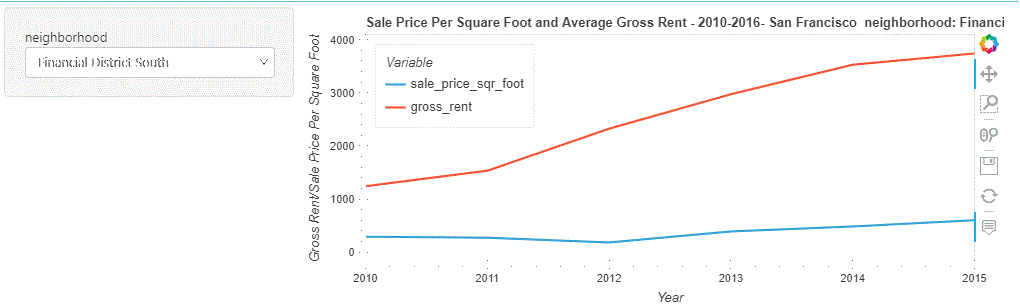 neighborhood
Financial District South
Sale Price Per Square Foot and Average Gross Rent - 2010-2016- San Francisco neighborhood: Financi
Gross Rent/Sale Price Per Square Foot
4000
3000
2000
1000
0
Variable
sale_price_sqr_foot
gross_rent
2010 2011 2012 2013 2014 2015
Year